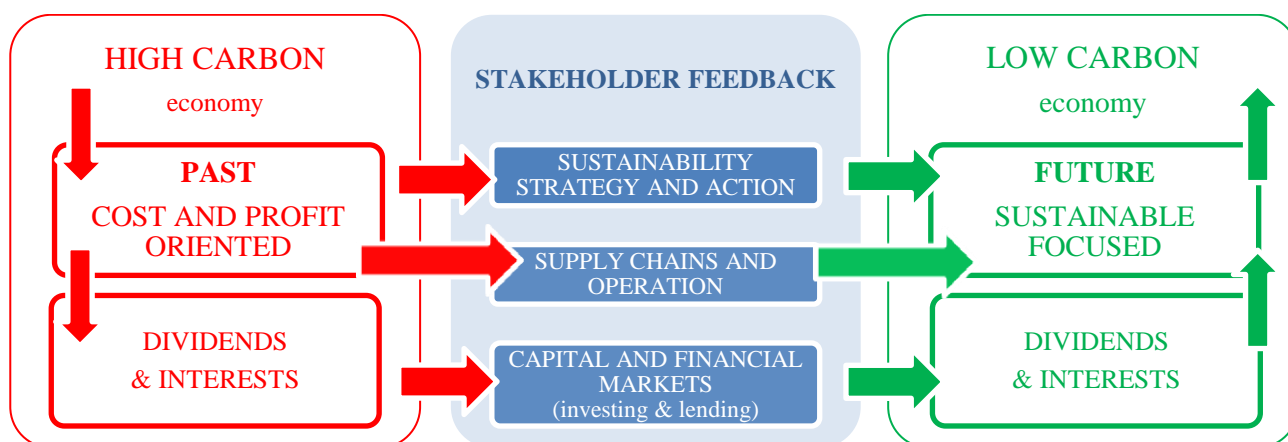 HIGH CARBON
economy
PAST
COST AND PROFIT
ORIENTED
DIVIDENDS
& INTERESTS
STAKEHOLDER FEEDBACK
SUSTAINABILITY
STRATEGY AND ACTION
SUPPLY CHAINS AND
OPERATION
CAPITAL AND FINANCIAL
MARKETS
(investing & lending)
LOW CARBON
economy
FUTURE
SUSTAINABLE
FOCUSED
DIVIDENDS
& INTERESTS